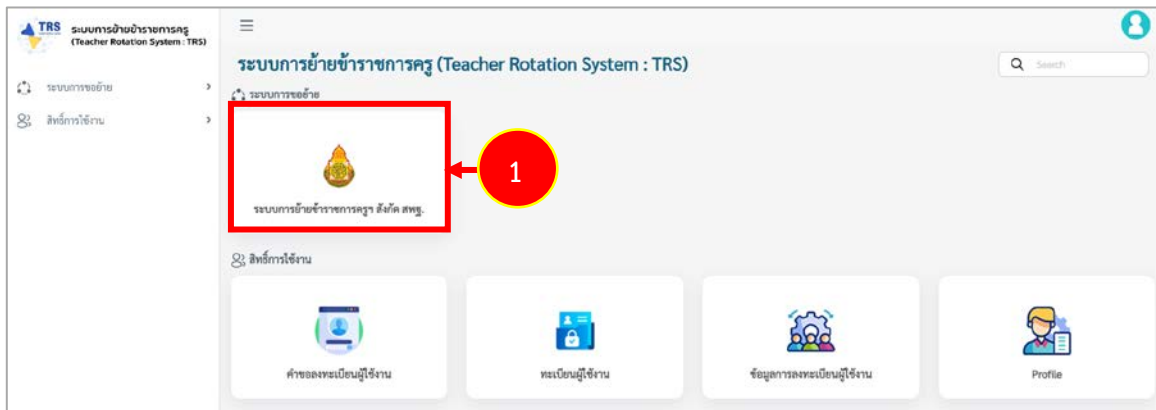 TRS ระบบการย้ายข้าราชการครู
(Teacher Rotation System : TRS)
ระบบการขอย้าย
สิทธิ์การใช้งาน
ระบบการย้ายข้าราชการครู (Teacher Rotation System : TRS)
Search
ระบบการขอย้าย
ระบบการย้ายข้าราชการครูฯ สังกัด สพฐ.
1
สิทธิ์การใช้งาน
คำขอลงทะเบียนผู้ใช้งาน
ทะเบียนผู้ใช้งาน
ข้อมูลการลงทะเบียนผู้ใช้งาน
Profile